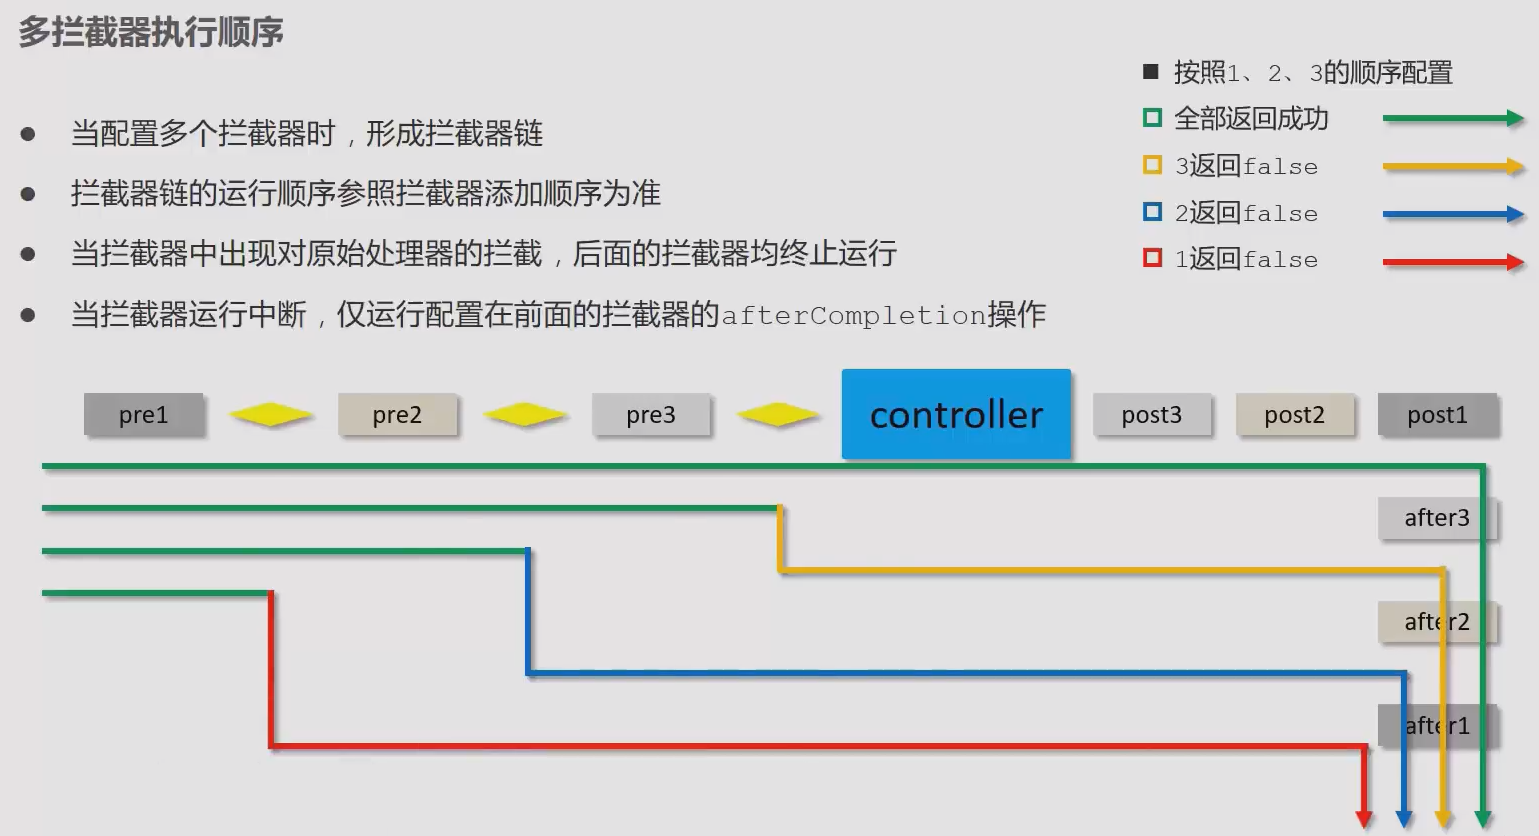 多拦截器执行顺序
按照1、2、3的顺序配置
全部返回成功
3返回false
2返回false
1返回false
当配置多个拦截器时，形成拦截器链
拦截器链的运行顺序参照拦截器添加顺序为准
当拦截器中出现对原始处理器的拦截，后面的拦截器均终止运行
当拦截器运行中断，仅运行配置在前面的拦截器的afterCompletion操作
pre1 pre2 pre3 controller post3 post2 post1
after3
after2
after1